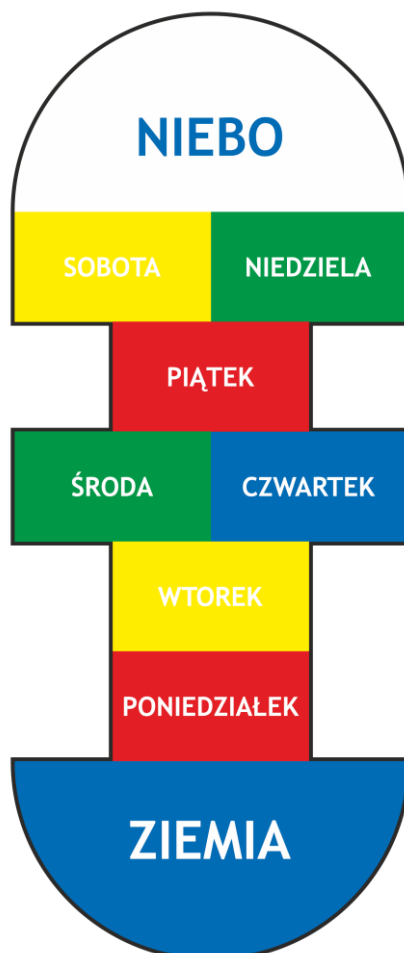 NIEBO
SOBOTA NIEDZIELA
PIĄTEK
ŚRODA CZWARTEK
WTOREK
PONIEDZIAŁEK
ZIEMIA